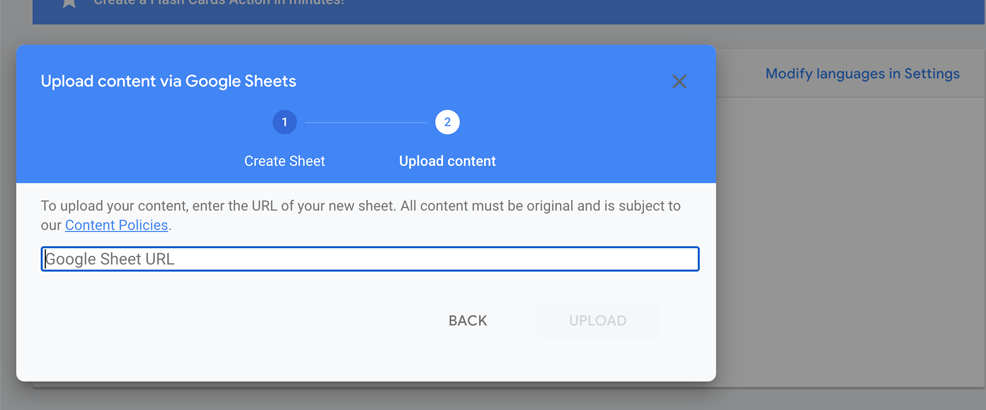 Create a Flash Cards Action in minutes!
Upload content via Google Sheets
Modify languages in Settings
1
2
Create Sheet
Upload content
To upload your content, enter the URL of your new sheet. All content must be original and is subject to
our Content Policies.
Google Sheet URL
BACK
UPLOAD